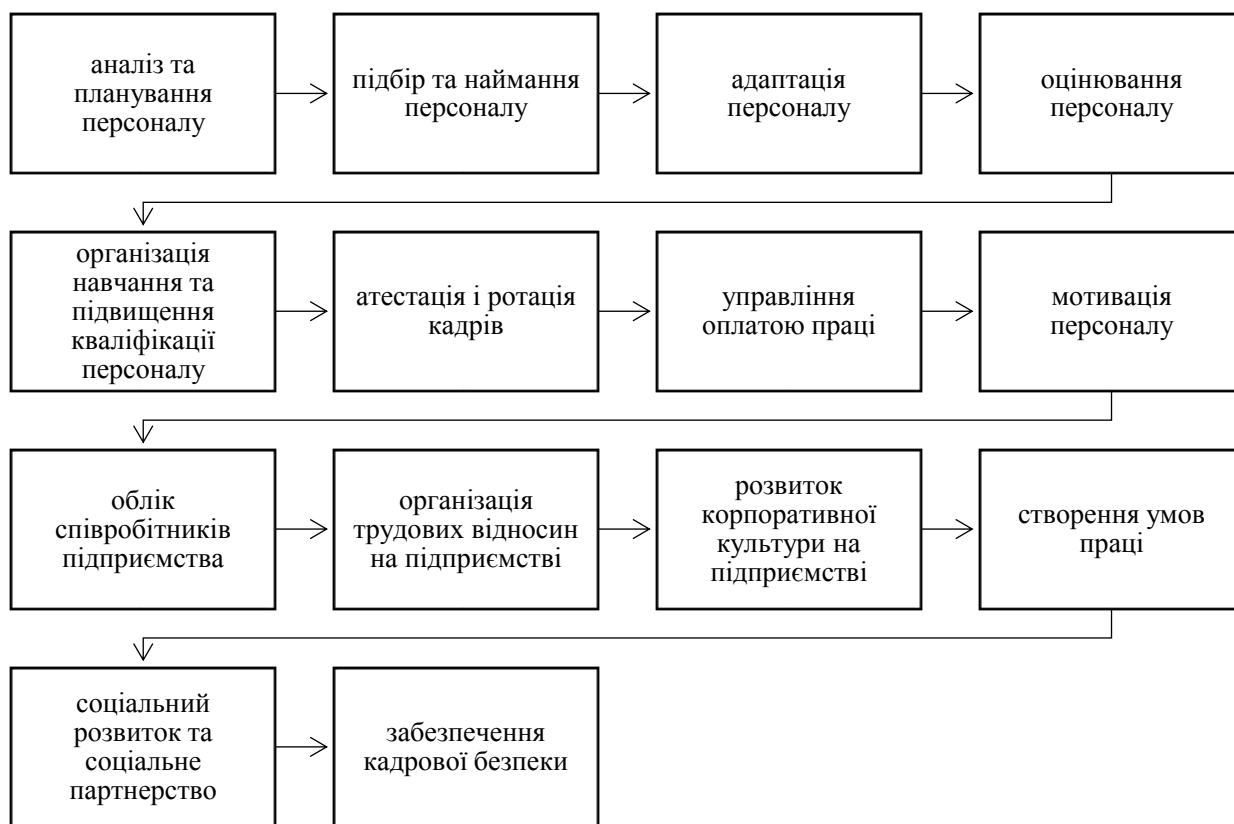 аналіз та
планування
персоналу
підбір та наймання
персоналу
адаптація
персоналу
оцінювання
персоналу
організація
навчання та
підвищення
кваліфікації
персоналу
атестація і ротація
кадрів
управління
оплатою праці
мотивація
персоналу
облік
співробітників
підприємства
організація
трудових відносин
на підприємстві
розвиток
корпоративної
культури на
підприємстві
створення умов
праці
соціальний
розвиток та
соціальне
партнерство
забезпечення
кадрової безпеки